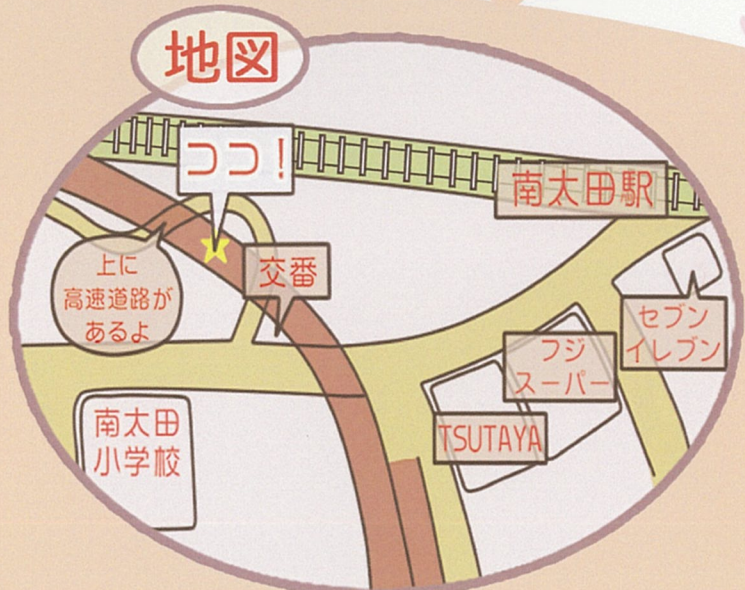 地図
ココ!
南太田駅
上に
高速道路が
あるよ
交番
セブン
イレブン
フジ
スーパー
TSUTAYA
南太田
小学校